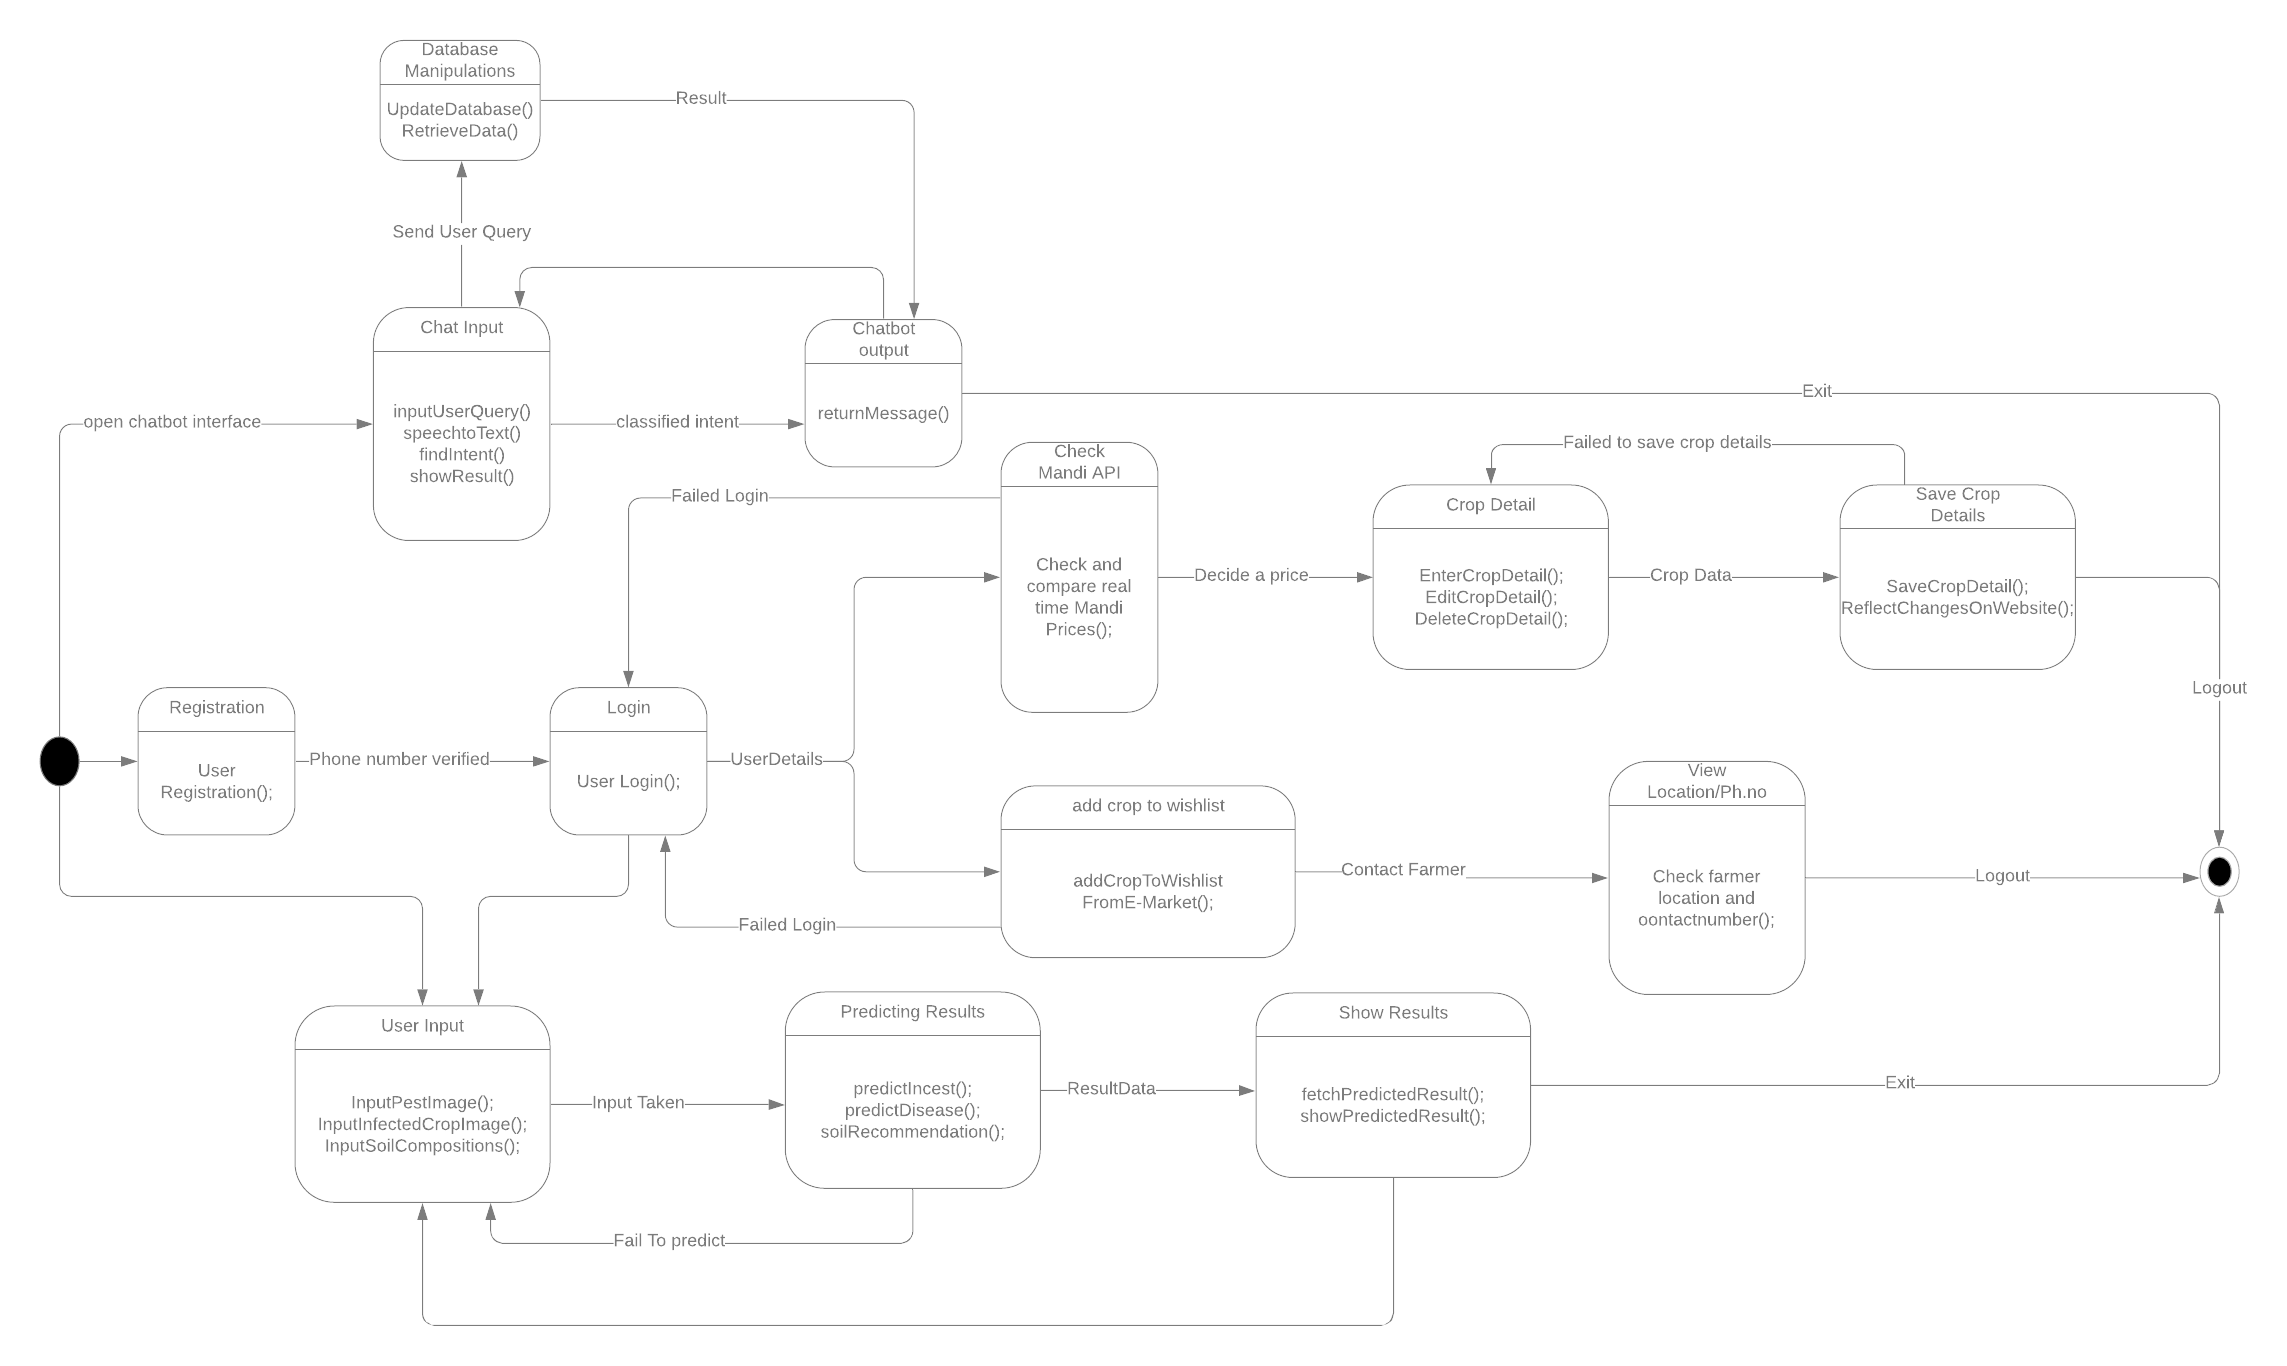 Database
Manipulations
UpdateDatabase()
RetrieveData()
Result
Send User Query
Chat Input
inputUserQuery()
speechtoText()
findIntent()
showResult()
open chatbot interface
classified intent
Chatbot
output
returnMessage()
Exit
Failed Login
Check
Mandi API
Check and
compare real
time Mandi
Prices();
Decide a price
Crop Detail
EnterCropDetail();
EditCropDetail();
DeleteCropDetail();
Failed to save crop details
Crop Data
Save Crop
Details
SaveCropDetail();
ReflectChangesOnWebsite();
Logout
Registration
User
Registration();
Phone number verified
Login
User Login();
UserDetails
add crop to wishlist
addCropToWishlist
FromE-Market();
Failed Login
Contact Farmer
View
Location/Ph.no
Check farmer
location and
oontactnumber();
Logout
User Input
InputPestImage();
InputInfectedCropImage();
InputSoilCompositions();
Input Taken
Predicting Results
predictIncest();
predictDisease();
soilRecommendation();
ResultData
Show Results
fetchPredictedResult();
showPredictedResult();
Exit
Fail To predict